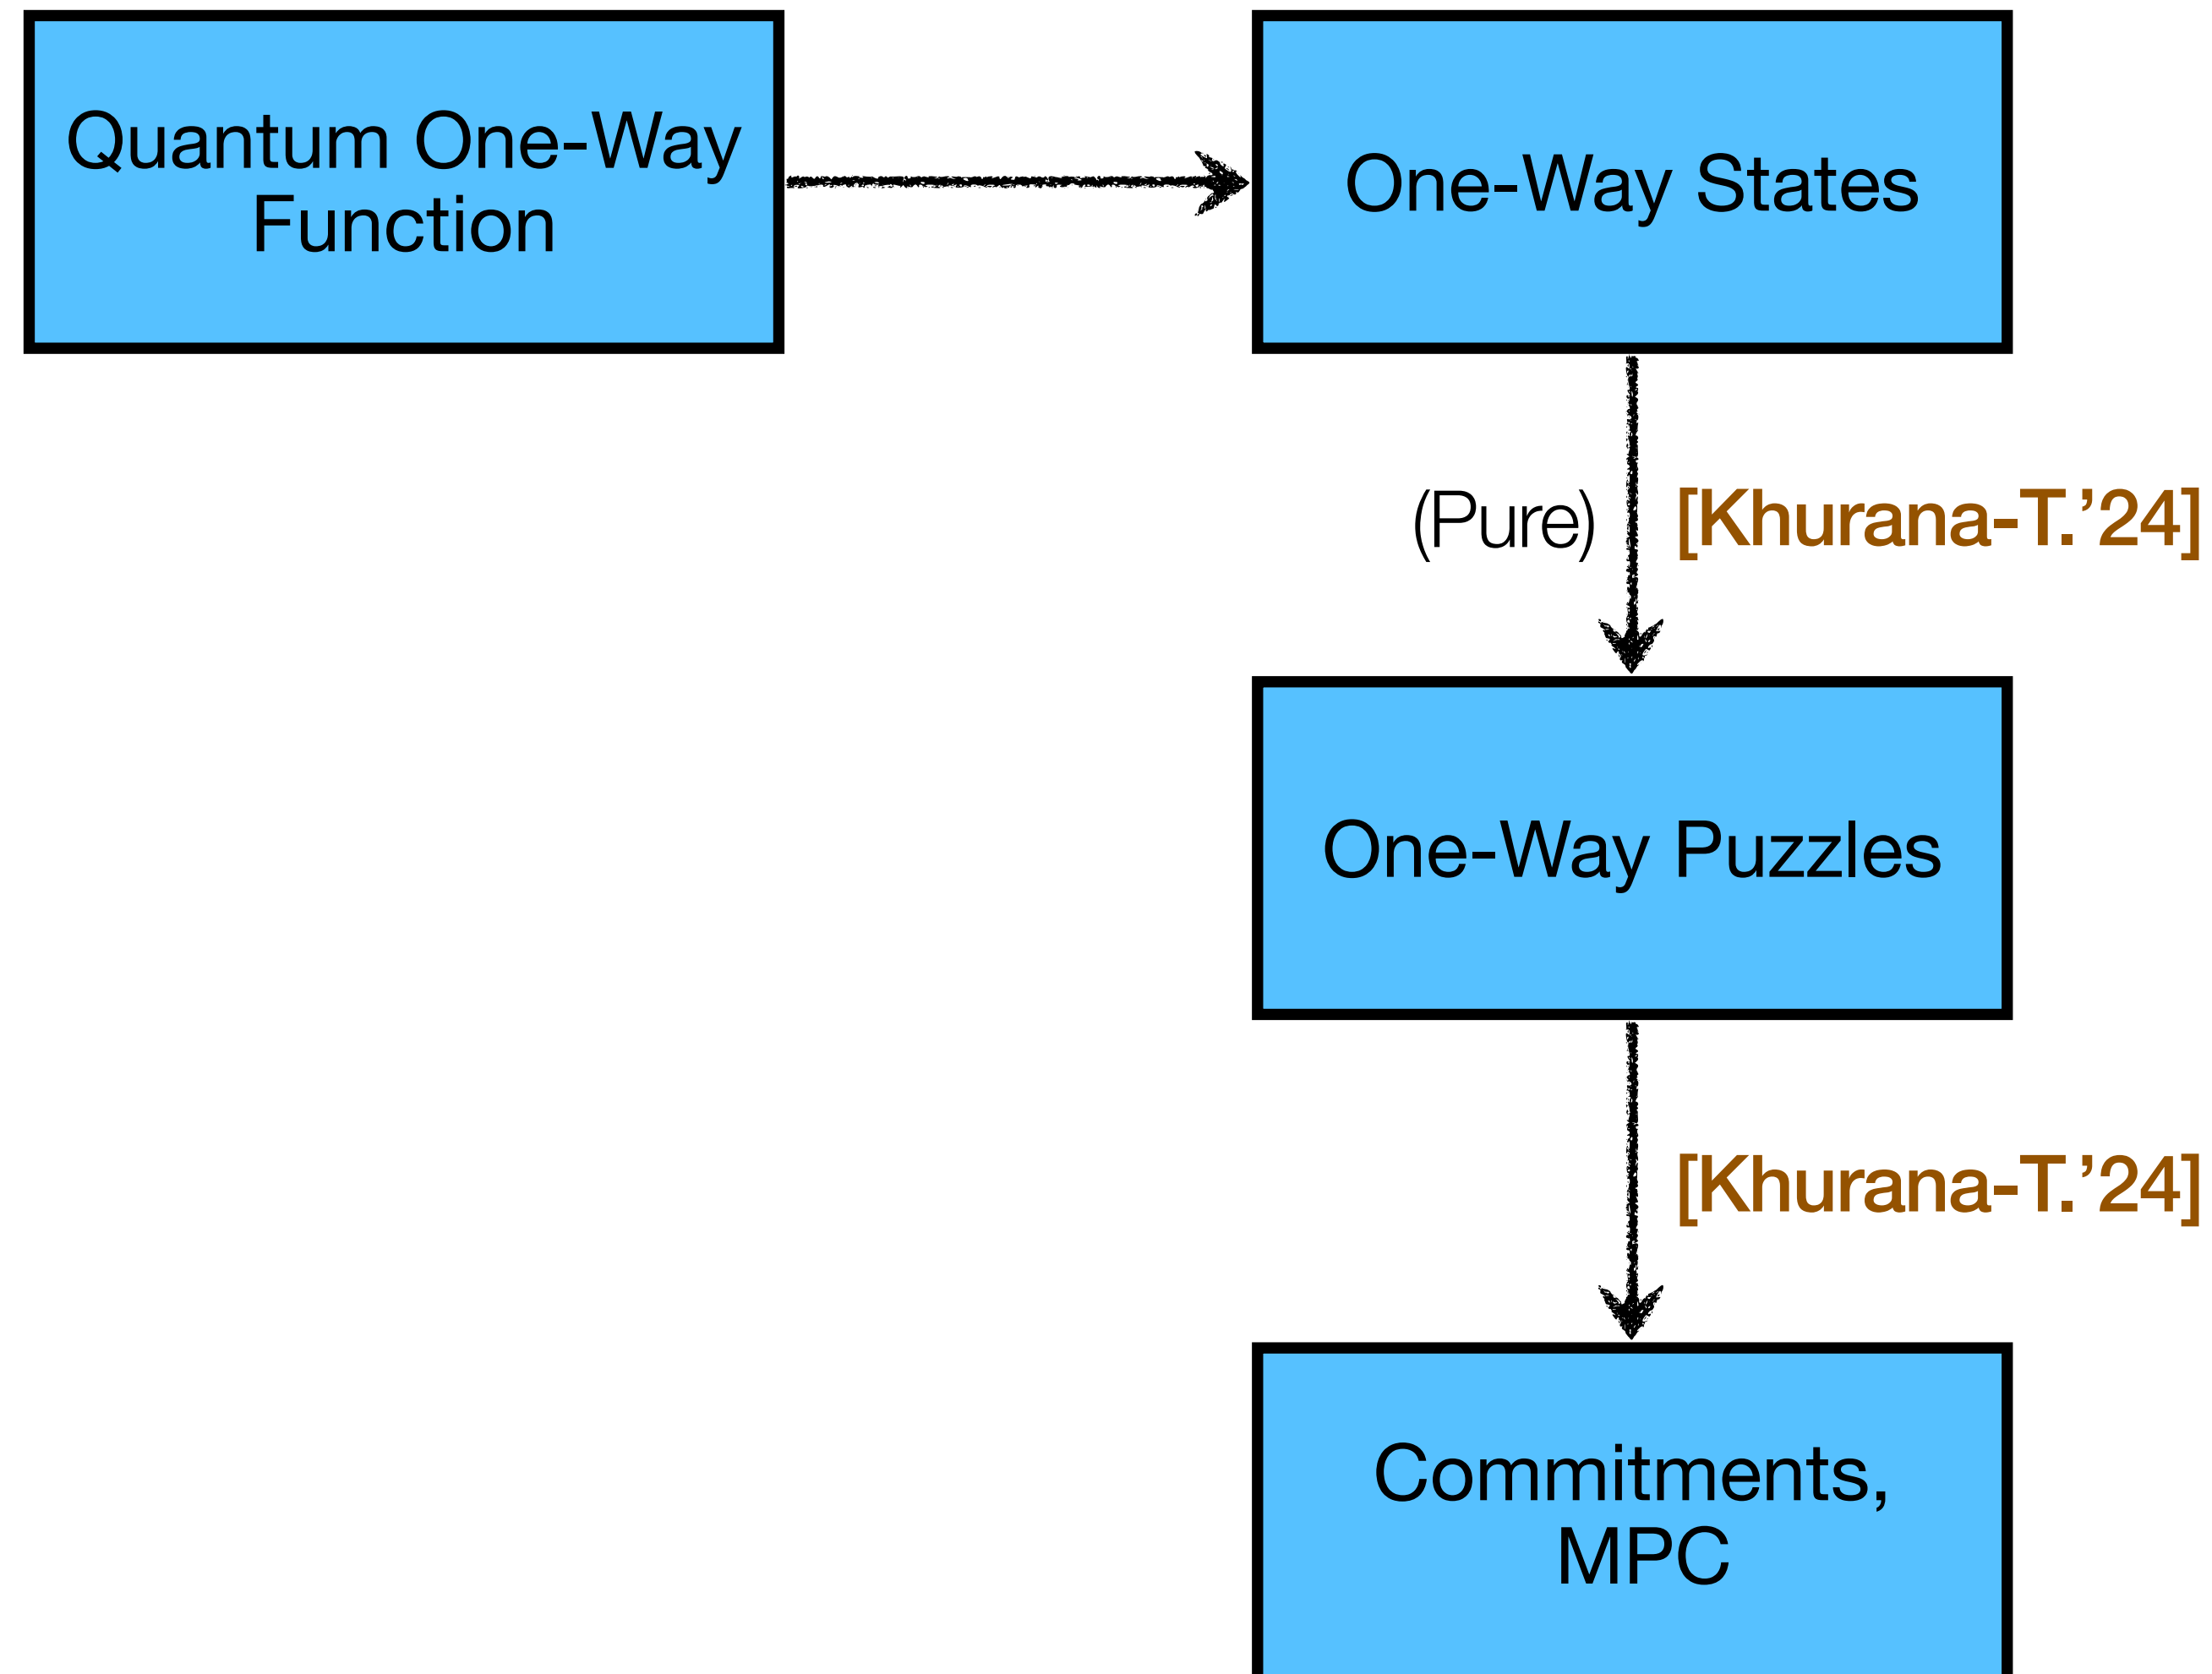 Quantum One-Way
Function
One-Way States
(Pure)
[Khurana-T.’24]
One-Way Puzzles
[Khurana-T.’24]
Commitments,
MPC